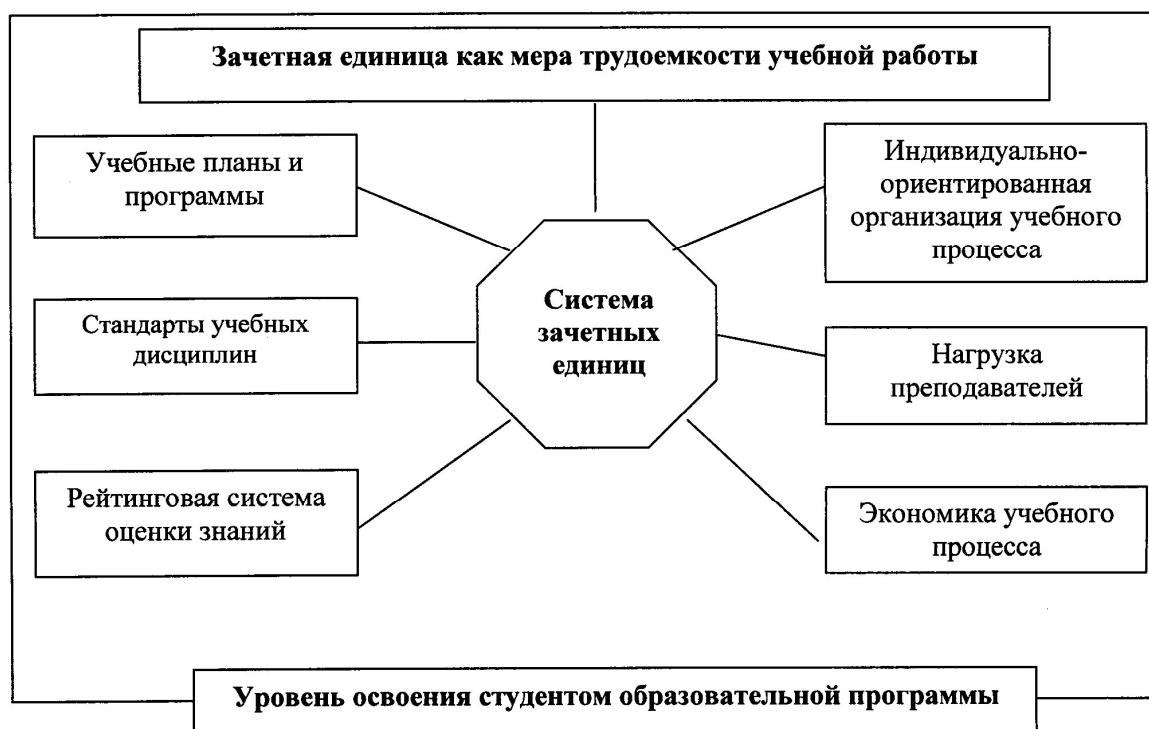 Зачетная единица как мера трудоемкости учебной работы
Учебные планы и
программы
Индивидуально-
ориентированная
организация учебного
процесса
Система
зачетных
единиц
Стандарты учебных
дисциплин
Нагрузка
преподавателей
Рейтинговая система
оценки знаний
Экономика учебного
процесса
Уровень освоения студентом образовательной программы